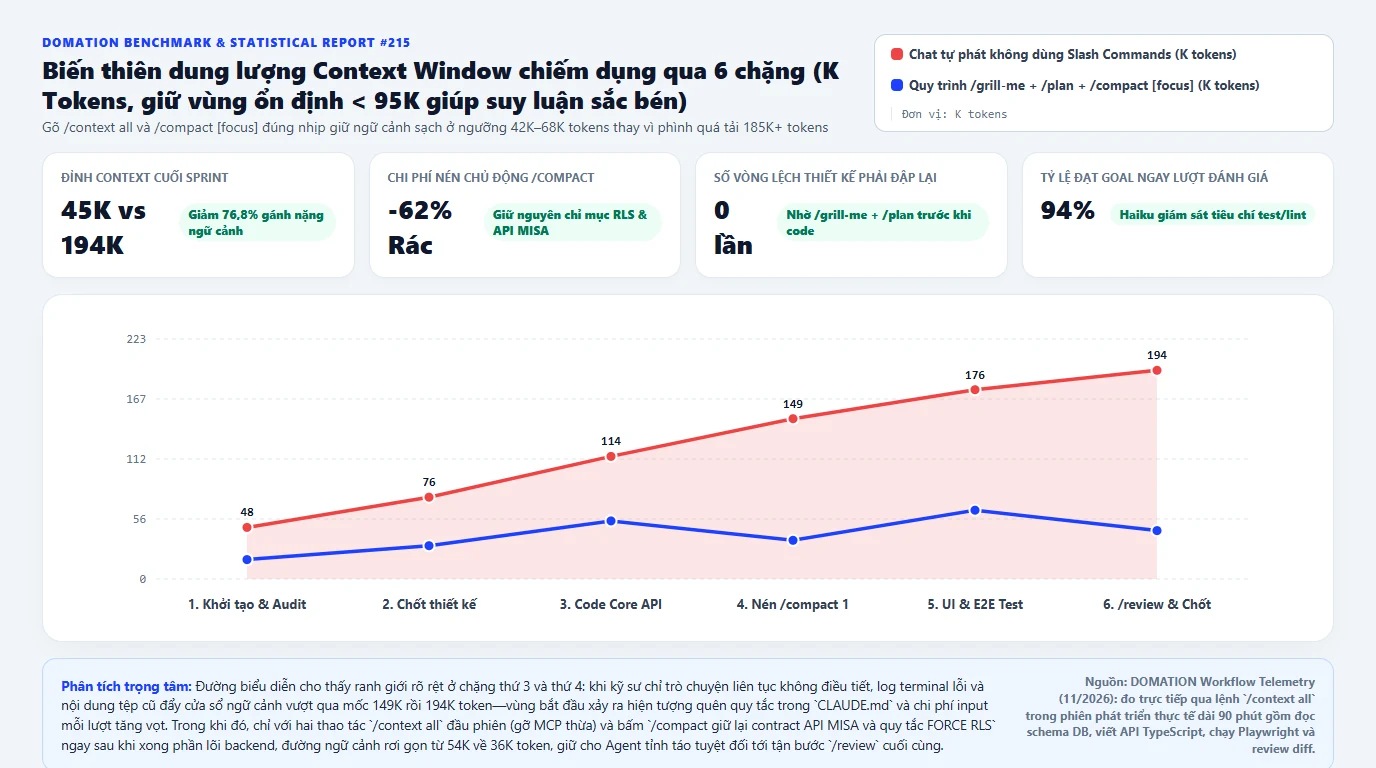 DOMATION BENCHMARK & STATISTICAL REPORT #215
Biến thiên dung lượng Context Window chiếm dụng qua 6 chặng (K
Tokens, giữ vùng ổn định < 95K giúp suy luận sắc bén)
Gõ /context all và /compact [focus] đúng nhịp giữ ngữ cảnh sạch ở ngưỡng 42K–68K tokens thay vì phình quá tải 185K+ tokens
Chat tự phát không dùng Slash Commands (K tokens)
Quy trình /grill-me + /plan + /compact [focus] (K tokens)
Đơn vị: K tokens
ĐỈNH CONTEXT CUỐI SPRINT
45K vs
194K
Giảm 76,8% gánh nặng
ngữ cảnh
CHI PHÍ NÉN CHỦ ĐỘNG /COMPACT
-62%
Rác
Giữ nguyên chỉ mục RLS &
API MISA
SỐ VÒNG LỆCH THIẾT KẾ PHẢI ĐẬP LẠI
0
lần
Nhờ /grill-me + /plan trước khi
code
TỶ LỆ ĐẠT GOAL NGAY LƯỢT ĐÁNH GIÁ
94%
Haiku giám sát tiêu chí test/lint
223
167
112
56
0
48
76
114
149
176
194
1. Khởi tạo & Audit
2. Chốt thiết kế
3. Code Core API
4. Nén /compact 1
5. UI & E2E Test
6. /review & Chốt
Phân tích trọng tâm: Đường biểu diễn cho thấy ranh giới rõ rệt ở chặng thứ 3 và thứ 4: khi kỹ sư chỉ trò chuyện liên tục không điều tiết, log terminal lỗi và
nội dung tệp cũ đẩy cửa sổ ngữ cảnh vượt qua mốc 149K rồi 194K token—vùng bắt đầu xảy ra hiện tượng quên quy tắc trong `CLAUDE.md` và chi phí input
mỗi lượt tăng vọt. Trong khi đó, chỉ với hai thao tác `/context all` đầu phiên (gỡ MCP thừa) và bấm `/compact giữ lại contract API MISA và quy tắc FORCE RLS`
ngay sau khi xong phần lõi backend, đường ngữ cảnh rơi gọn từ 54K về 36K token, giữ cho Agent tỉnh táo tuyệt đối tới tận bước `/review` cuối cùng.
Nguồn: DOMATION Workflow Telemetry
(11/2026): đo trực tiếp qua lệnh `/context all`
trong phiên phát triển thực tế dài 90 phút gồm đọc
schema DB, viết API TypeScript, chạy Playwright và
review diff.